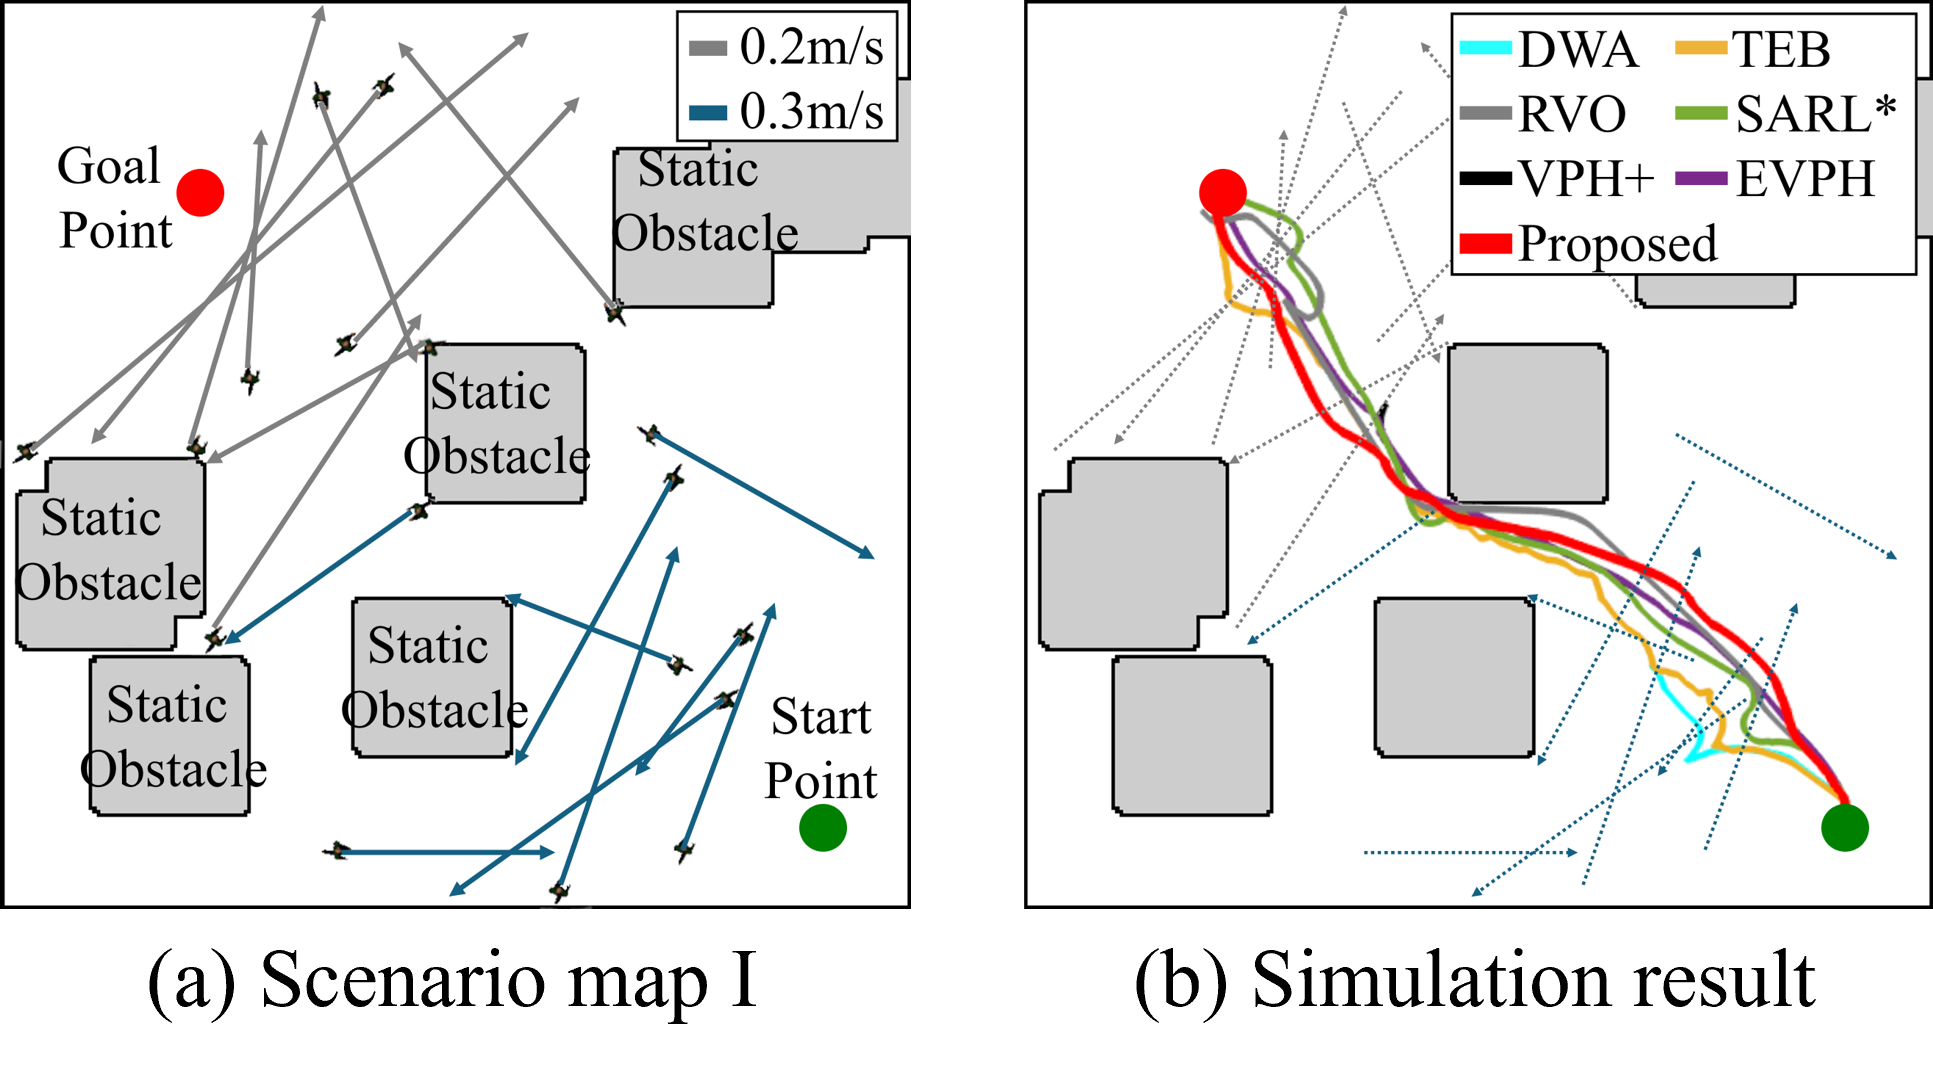 0.2m/s
0.3m/s
Goal
Point
Static
Obstacle
Static
Obstacle
Static
Obstacle
Static
Obstacle
Static
Obstacle
Start
Point
(a) Scenario map I
DWA
TEB
RVO
SARL*
VPH+
EVPH
Proposed
(b) Simulation result